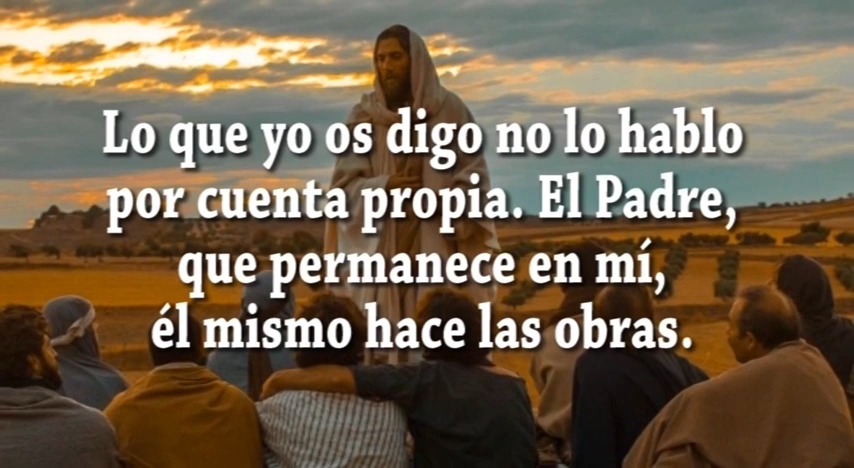 Lo que yo os digo no lo hablo
por cuenta propia. El Padre,
que permanece en mí,
él mismo hace las obras.